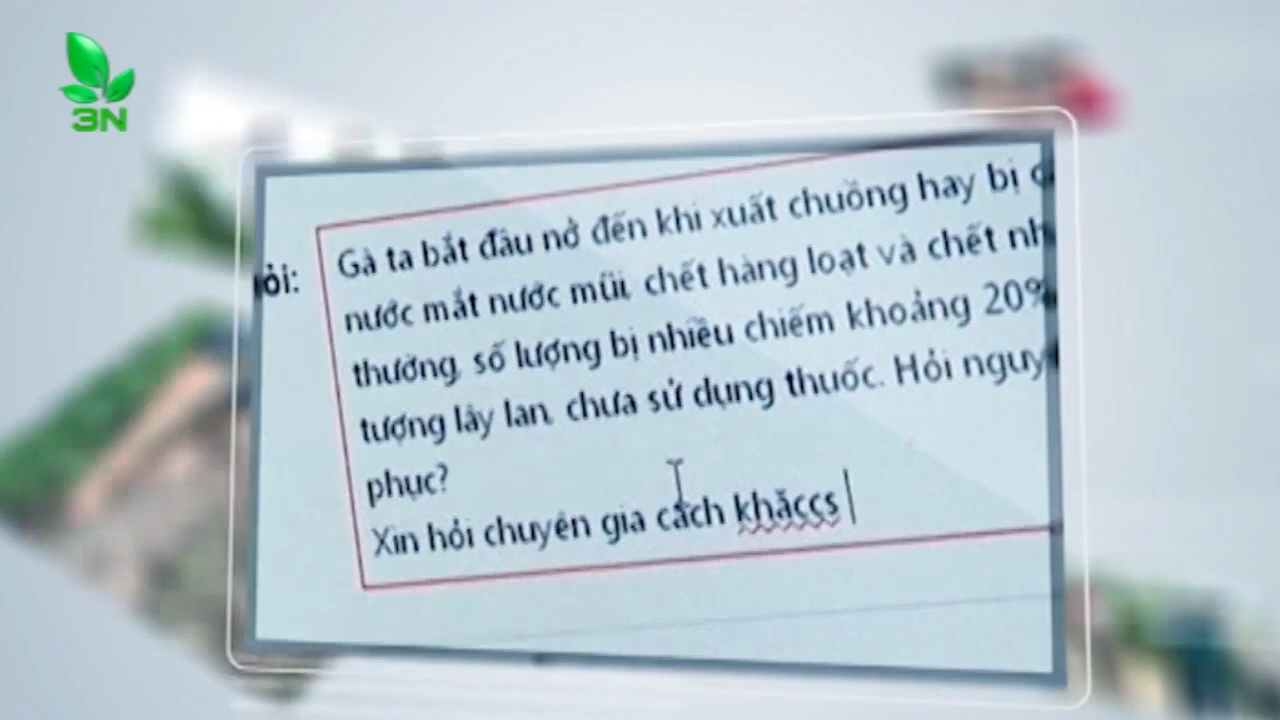 3N
Gà ta bắt đầu nở đến khi xuất chuồng hay bị
ỏi:
nước mắt nước mũi, chết hàng loạt và chết
thường, số lượng bị nhiều chiếm khoảng 20%
tượng lây lan, chưa sử dụng thuốc. Hỏi
phục?
Xin hỏi chuyên gia cách khăccs